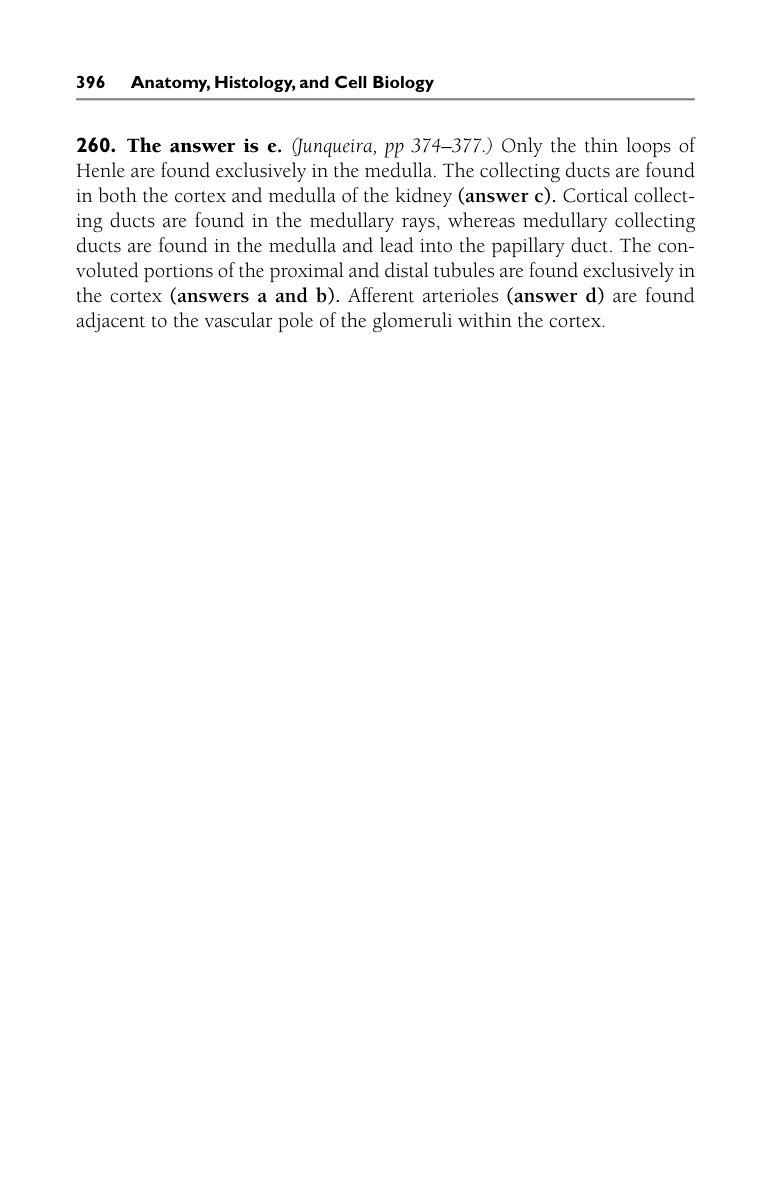 396 Anatomy, Histology, and Cell Biology
260. The answer is e. (Junqueira, pp 374–377.) Only the thin loops of
Henle are found exclusively in the medulla. The collecting ducts are found
in both the cortex and medulla of the kidney (answer c). Cortical collect-
ing ducts are found in the medullary rays, whereas medullary collecting
ducts are found in the medulla and lead into the papillary duct. The con-
voluted portions of the proximal and distal tubules are found exclusively in
the cortex (answers a and b). Afferent arterioles (answer d) are found
adjacent to the vascular pole of the glomeruli within the cortex.